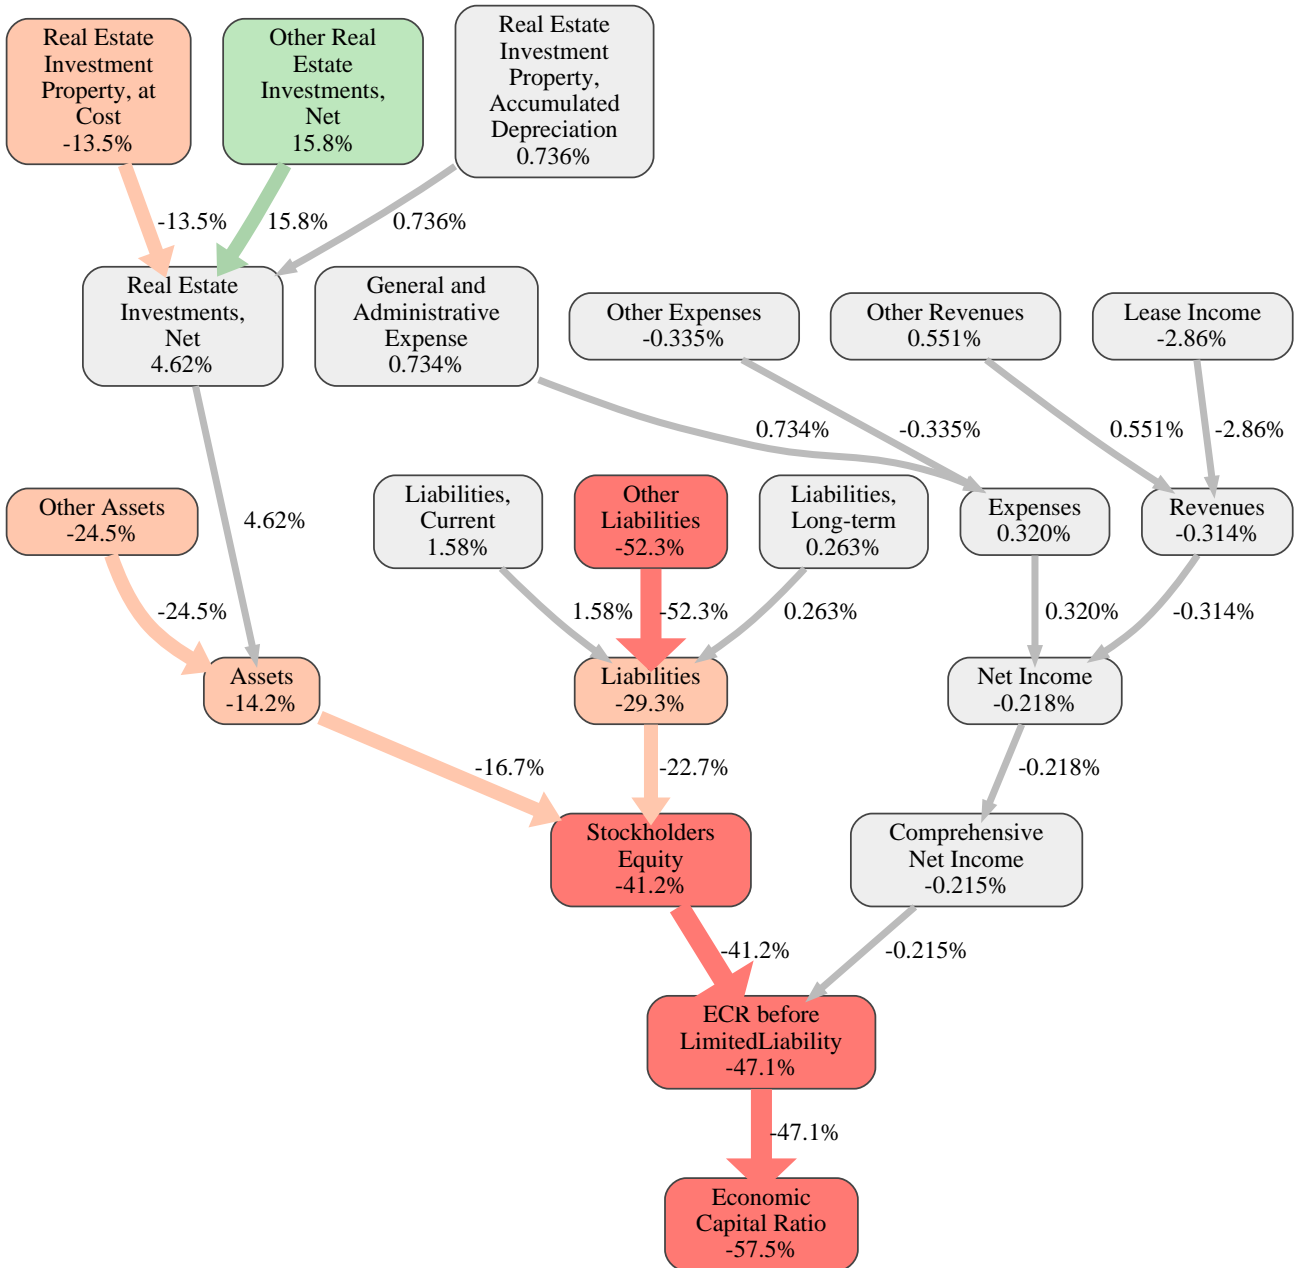 Real Estate
Investment
Property, at
Cost
-13.5%
Other Real
Estate
Investments,
Net
15.8%
Real Estate
Investment
Property,
Accumulated
Depreciation
0.736%
-13.5%
15.8%
0.736%
Real Estate
Investments,
Net
4.62%
General and
Administrative
Expense
0.734%
Other Expenses
-0.335%
Other Revenues
0.551%
Lease Income
-2.86%
0.734%
-0.335%
0.551%
-2.86%
Other Assets
-24.5%
4.62%
Liabilities,
Current
1.58%
Other
Liabilities
-52.3%
Liabilities,
Long-term
0.263%
Expenses
0.320%
Revenues
-0.314%
-24.5%
1.58%
-52.3%
0.263%
0.320%
-0.314%
Assets
-14.2%
Liabilities
-29.3%
Net Income
-0.218%
-16.7%
-22.7%
-0.218%
Stockholders
Equity
-41.2%
Comprehensive
Net Income
-0.215%
-41.2%
-0.215%
ECR before
LimitedLiability
-47.1%
-47.1%
Economic
Capital Ratio
-57.5%